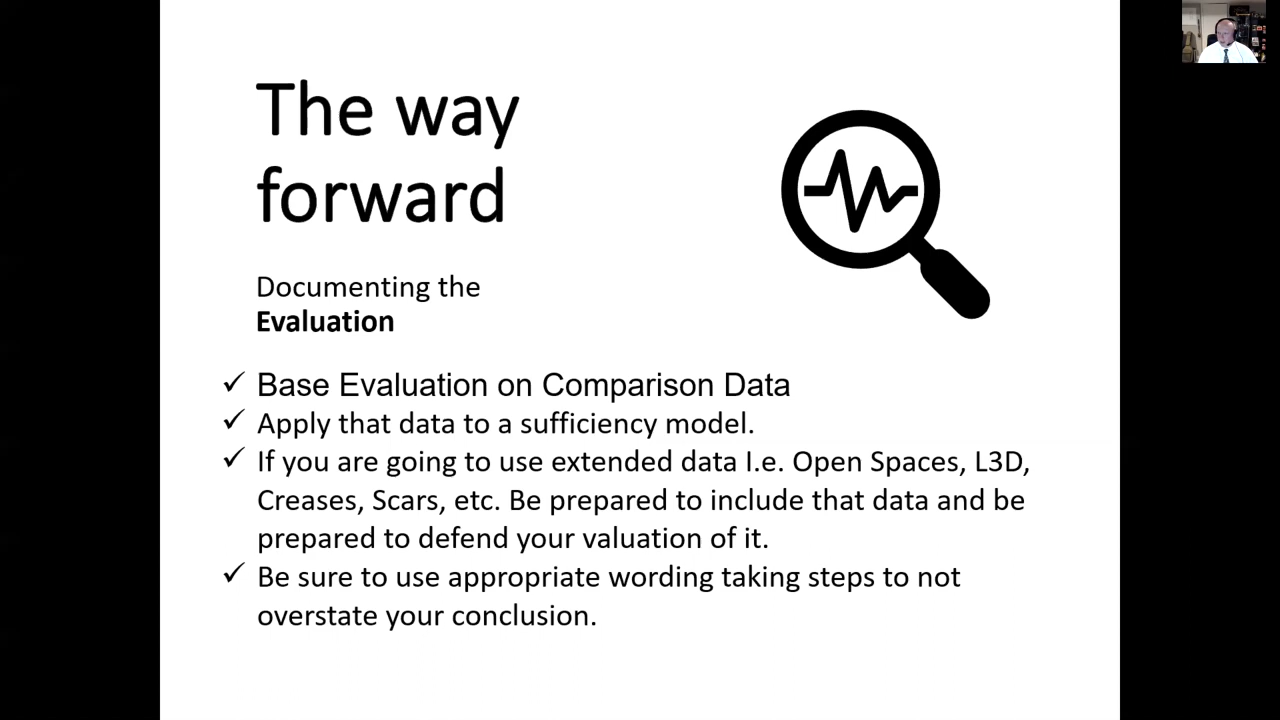 The way
forward
Documenting the
Evaluation
✓ Base Evaluation on Comparison Data
✓ Apply that data to a sufficiency model.
✓ If you are going to use extended data I.e. Open Spaces, L3D,
Creases, Scars, etc. Be prepared to include that data and be
prepared to defend your valuation of it.
✓ Be sure to use appropriate wording taking steps to not
overstate your conclusion.